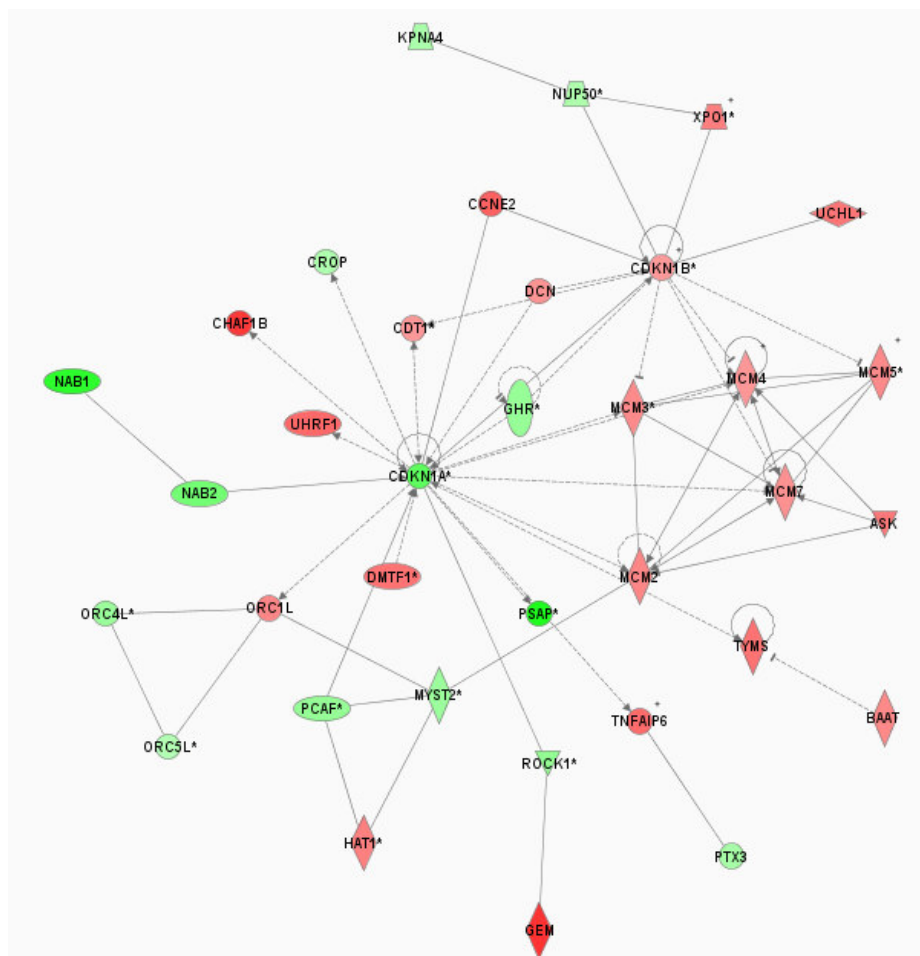 KPNA4
NUP50*
XPO1*
CCNE2
UCHL1
CROP
CDKN1B*
DCN
CHAF1B
CDT1*
NAB1
GHR*
MCM3*
MCM4
MCM5*
UHRF1
CDKN1A*
NAB2
MCM7
ASK
DMTF1*
MCM2
ORC4L*
ORC1L
PSAP*
TYMS
PCAF*
MYST2*
TNFAIP6
BAAT
ORC5L*
ROCK1*
HAT1*
PTX3
GEM